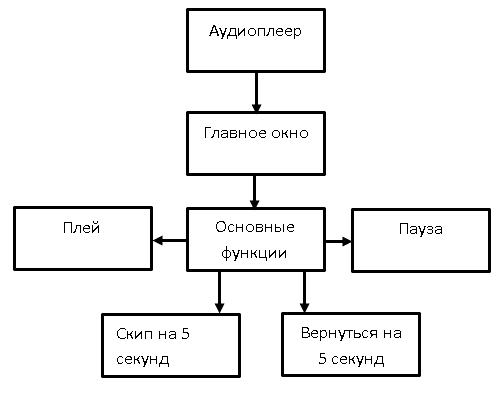 Аудиоплеер
Главное окно
Плей
Основные
функции
Пауза
Скип на 5
секунд
Вернуться на
5 секунд